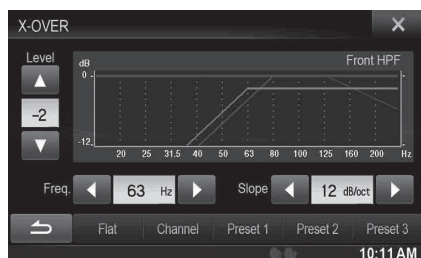 X-OVER
Level
-2
dB
0
-12
Front HPF
20 25 31.5 40 50 63 80 100 125 160 200 Hz
Freq. 63 Hz Slope 12 dB/oct
Flat Channel Preset 1 Preset 2 Preset 3
10:11 AM